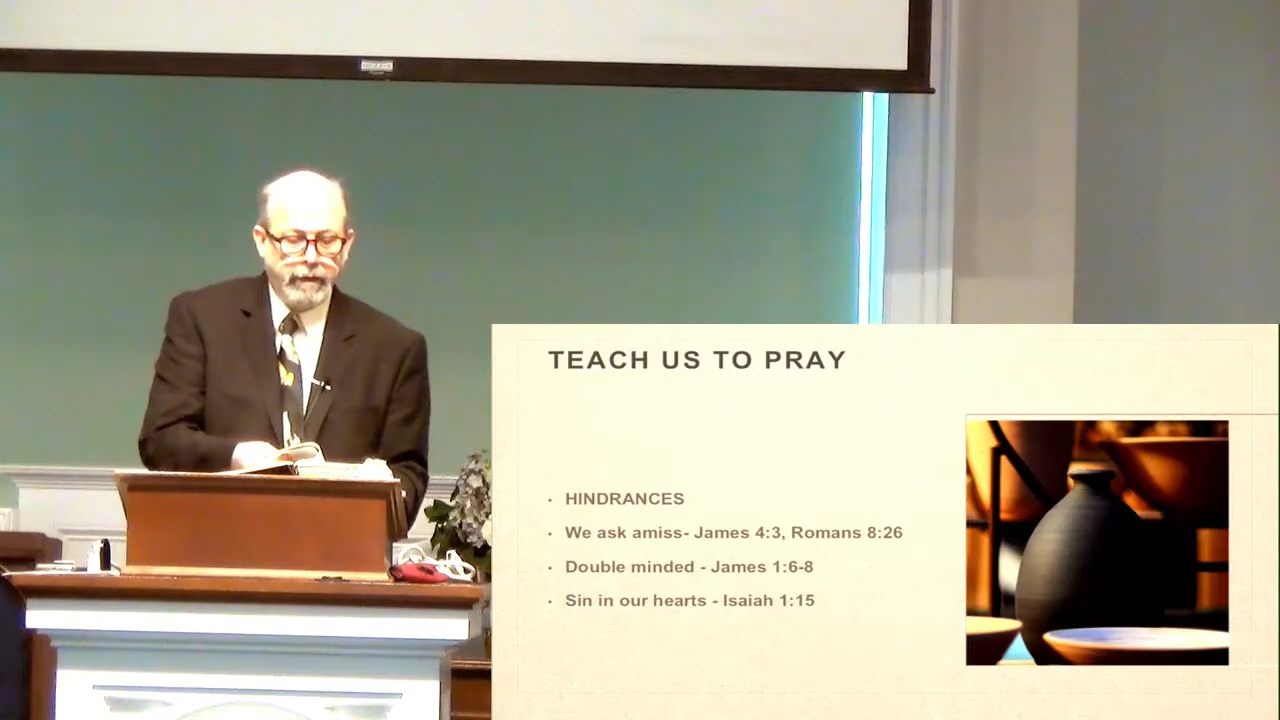 TEACH US TO PRAY
· HINDRANCES
· We ask amiss- James 4:3, Romans 8:26
· Double minded - James 1:6-8
· Sin in our hearts - Isaiah 1:15